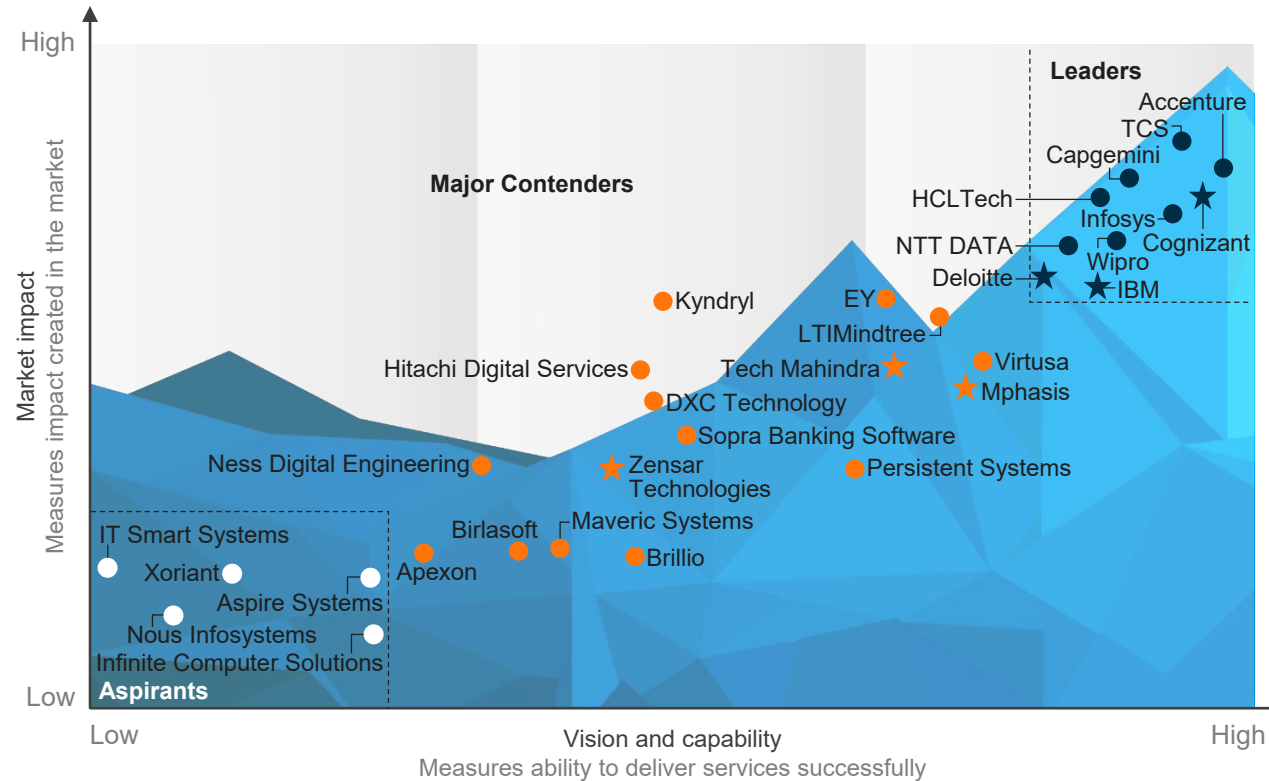 High
Leaders
Accenture
TCS
Capgemini
Major Contenders
HCLTech
Infosys
NTT DATA
Cognizant
Wipro
Deloitte
IBM
Kyndryl
EY
LTIMindtree
Hitachi Digital Services
Tech Mahindra
Virtusa
Mphasis
DXC Technology
Sopra Banking Software
Ness Digital Engineering
Zensar
Technologies
Persistent Systems
Maveric Systems
Birlasoft
Brillio
Apexon
IT Smart Systems
Xoriant
Aspire Systems
Nous Infosystems
Infinite Computer Solutions
Aspirants
Market impact
Measures impact created in the market
Low
Low
High
Vision and capability
Measures ability to deliver services successfully